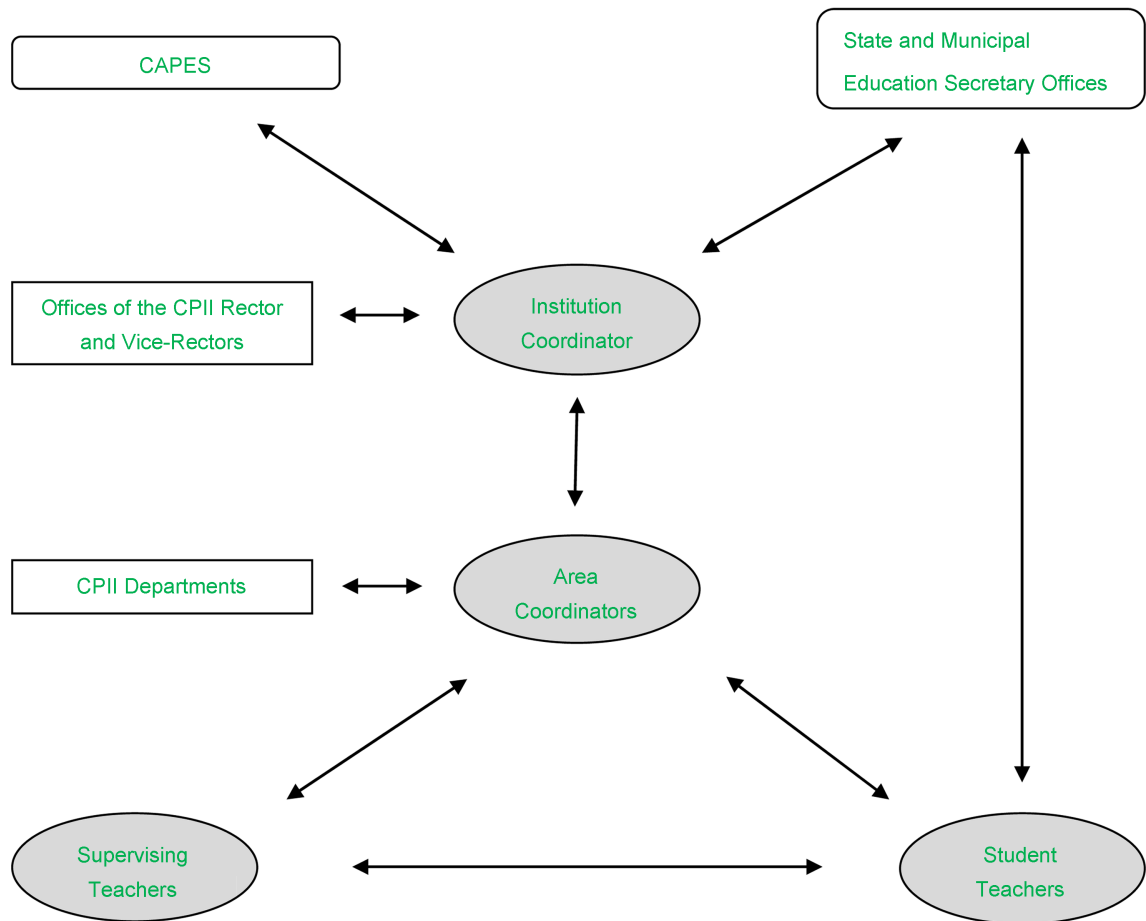 CAPES
State and Municipal
Education Secretary Offices
Offices of the CPII Rector
and Vice-Rectors
Institution
Coordinator
CPII Departments
Area
Coordinators
Supervising
Teachers
Student
Teachers